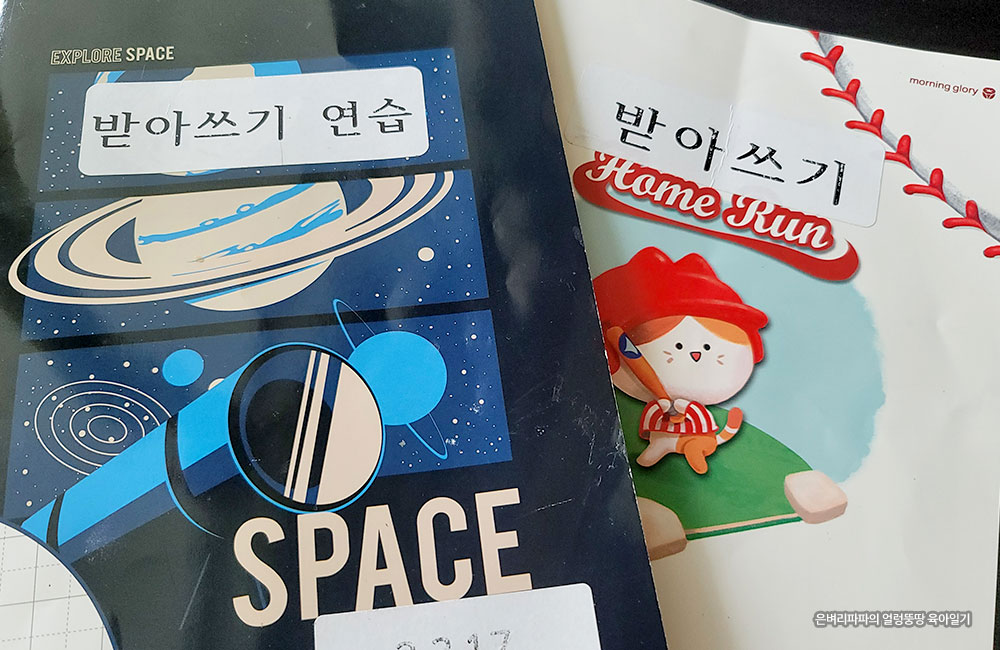 EXPLORE SPACE
받아쓰기 연습
SPACE
morning glory
받아쓰기
Home Run
은벼리파파의 얼렁뚱땅 육아일기